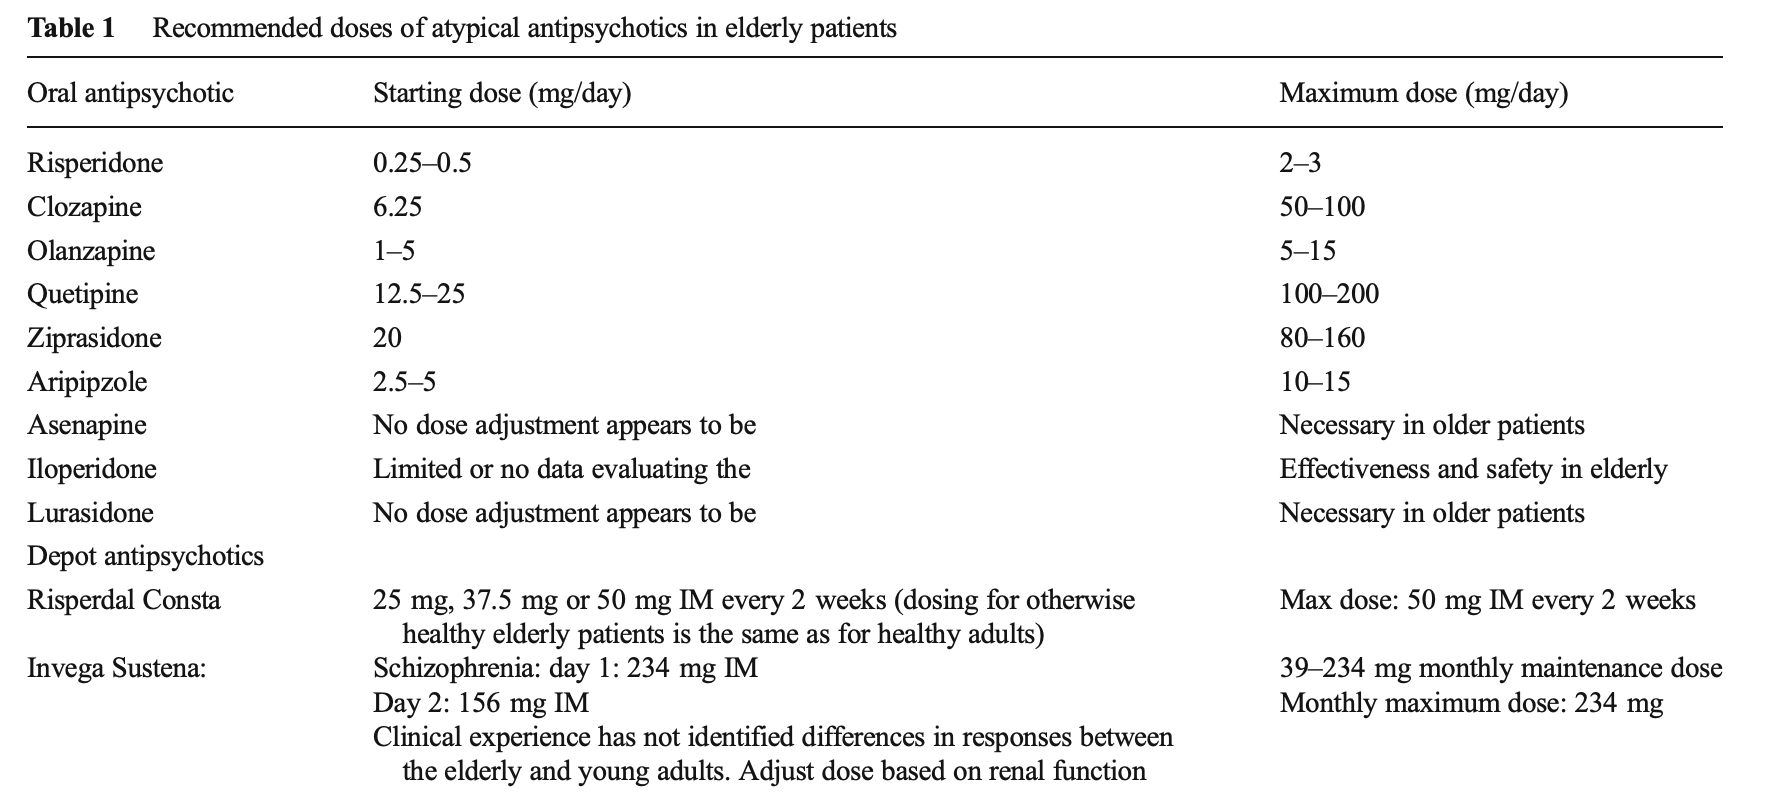 Table 1 Recommended doses of atypical antipsychotics in elderly patients
Oral antipsychotic Starting dose (mg/day) Maximum dose (mg/day)
Risperidone 0.25–0.5 2–3
Clozapine 6.25 50–100
Olanzapine 1–5 5–15
Quetipine 12.5–25 100–200
Ziprasidone 20 80–160
Aripipzole 2.5–5 10–15
Asenapine No dose adjustment appears to be Necessary in older patients
Iloperidone Limited or no data evaluating the Effectiveness and safety in elderly
Lurasidone No dose adjustment appears to be Necessary in older patients
Depot antipsychotics
Risperdal Consta 25 mg, 37.5 mg or 50 mg IM every 2 weeks (dosing for otherwise Max dose: 50 mg IM every 2 weeks
healthy elderly patients is the same as for healthy adults)
Invega Sustena: Schizophrenia: day 1: 234 mg IM 39–234 mg monthly maintenance dose
Day 2: 156 mg IM Monthly maximum dose: 234 mg
Clinical experience has not identified differences in responses between
the elderly and young adults. Adjust dose based on renal function